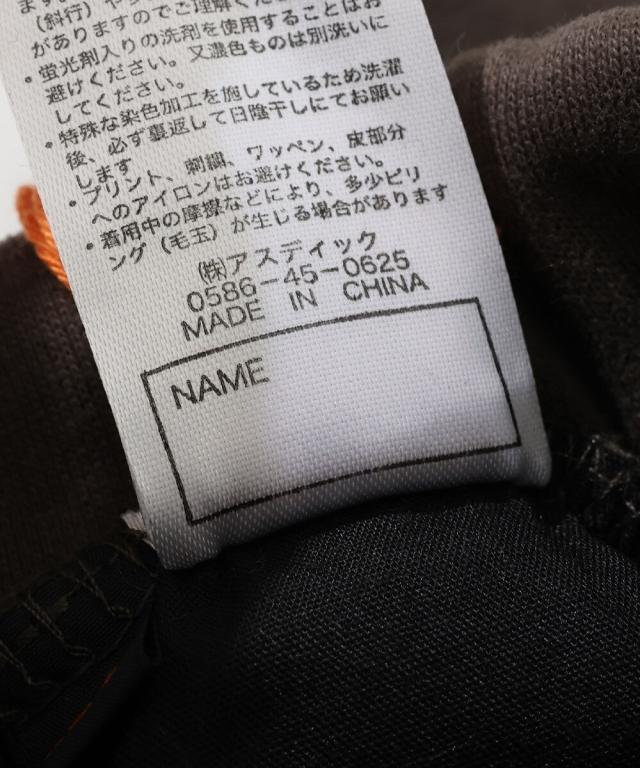 (斜行)
がありますのでご理解くださ
・蛍光剤入りの洗剤を使用することはお
避けください。又濃色ものは別洗いに
してください。
・特殊な染色加工を施しているため洗濯
後、必ず裏返して日陰干しにてお願い
します
・プリント、刺繍、ワッペン、皮部分
へのアイロンはお避けください。
・着用中の摩擦などにより、多少ピリ
ング(毛玉)が生じる場合があります
㈱アスディック
0586-45-0625
MADE IN CHINA
NAME